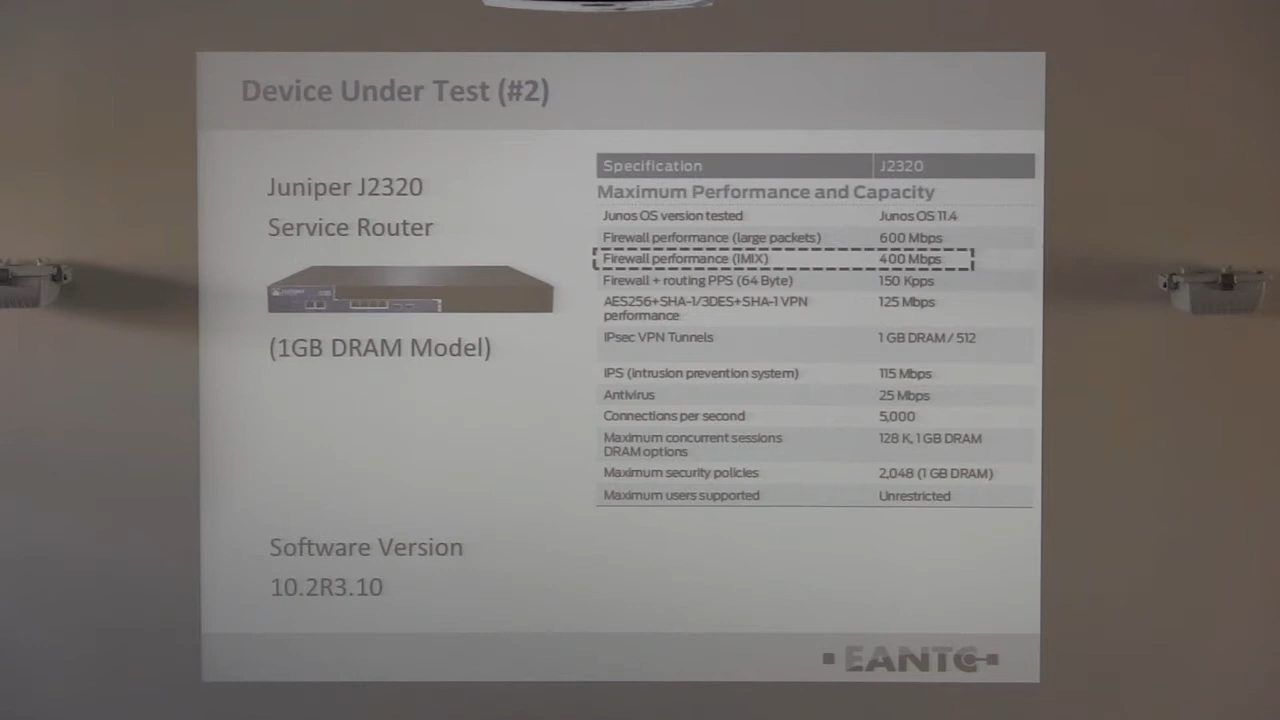 Device Under Test (#2)
Juniper J2320
Service Router
(1GB DRAM Model)
Software Version
10.2R3.10
Specification J2320
Maximum Performance and Capacity
Junos OS version tested Junos OS 11.4
Firewall performance (large packets) 600 Mbps
Firewall performance (IMIX) 400 Mbps
Firewall + routing PPS (64 Byte) 150 Kpps
AES256+SHA-1/3DES+SHA-1 VPN
performance 125 Mbps
IPsec VPN Tunnels 1 GB DRAM / 512
IPS (intrusion prevention system) 115 Mbps
Antivirus 25 Mbps
Connections per second 5,000
Maximum concurrent sessions
DRAM options 128 K, 1 GB DRAM
Maximum security policies 2,048 (1 GB DRAM)
Maximum users supported Unrestricted
EANTC